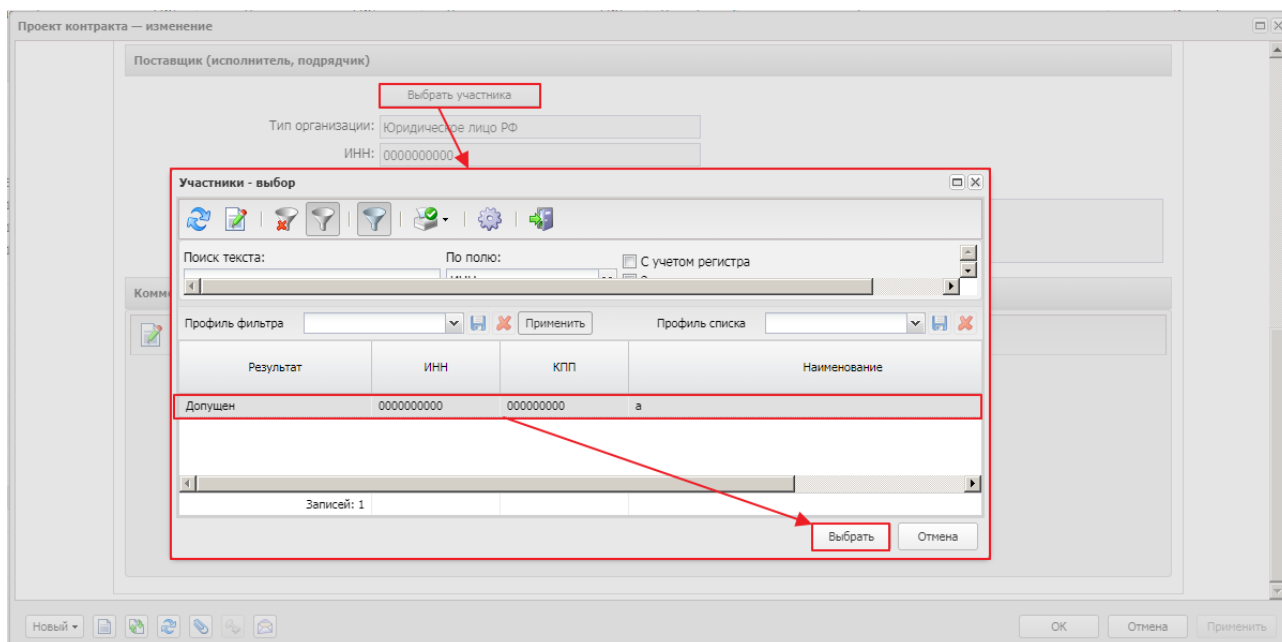 Проект контракта — изменение
Поставщик (исполнитель, подрядчик)
Выбрать участника
Тип организации: Юридическое лицо РФ
ИНН: 0000000000
Участники - выбор
Поиск текста: По полю: С учетом регистра
Профиль фильтра Применить Профиль списка
Результат ИНН КПП Наименование
Допущен 0000000000 000000000 а
Записей: 1
Выбрать Отмена
Новый ОК Отмена Применить